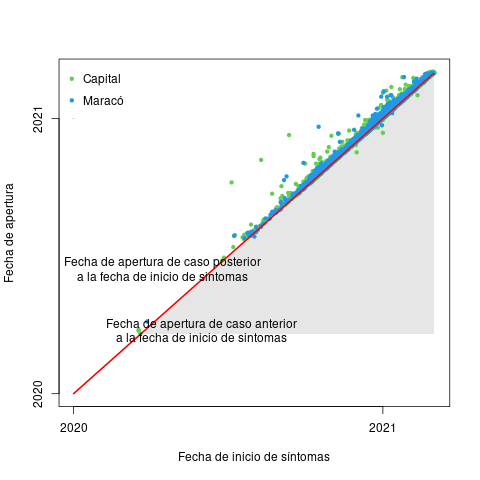 Capital
Maracó
2021
Fecha de apertura
Fecha de apertura de caso posterior
a la fecha de inicio de síntomas
Fecha de apertura de caso anterior
a la fecha de inicio de síntomas
2020
2020
2021
Fecha de inicio de síntomas